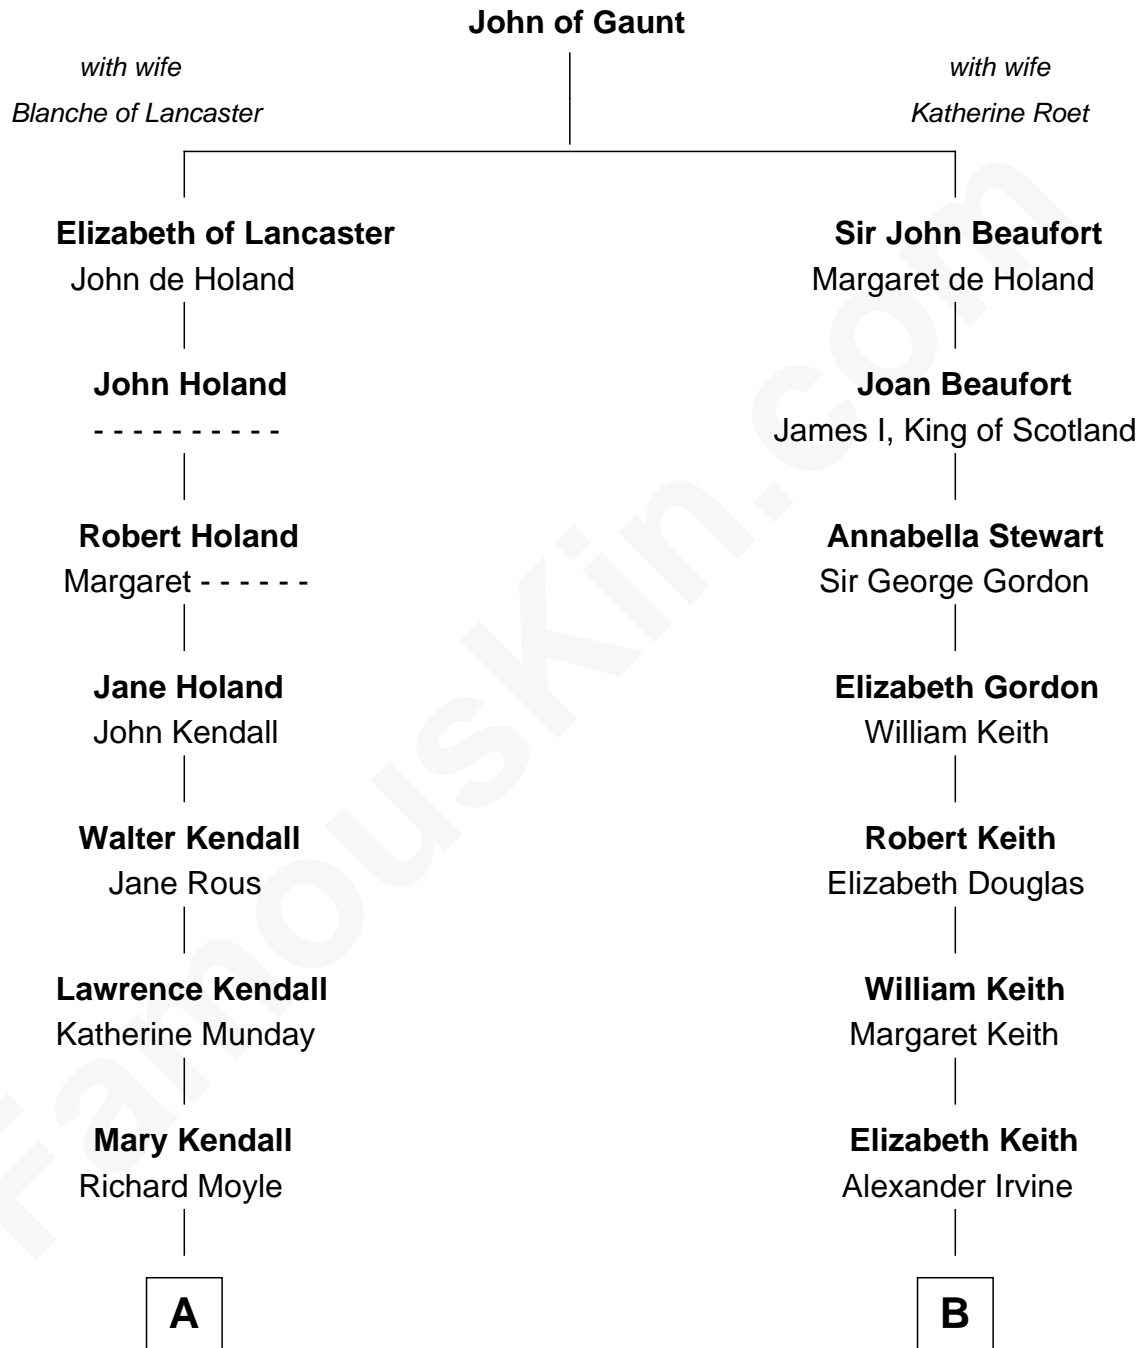 John of Gaunt
with wife
Blanche of Lancaster
with wife
Katherine Roet
Elizabeth of Lancaster
John de Holand
Sir John Beaufort
Margaret de Holand
John Holand
- - - - - - - - - -
Joan Beaufort
James I, King of Scotland
Robert Holand
Margaret - - - - - -
Annabella Stewart
Sir George Gordon
Jane Holand
John Kendall
Elizabeth Gordon
William Keith
Walter Kendall
Jane Rous
Robert Keith
Elizabeth Douglas
Lawrence Kendall
Katherine Munday
William Keith
Margaret Keith
Mary Kendall
Richard Moyle
Elizabeth Keith
Alexander Irvine
A
B
FamousKin.com